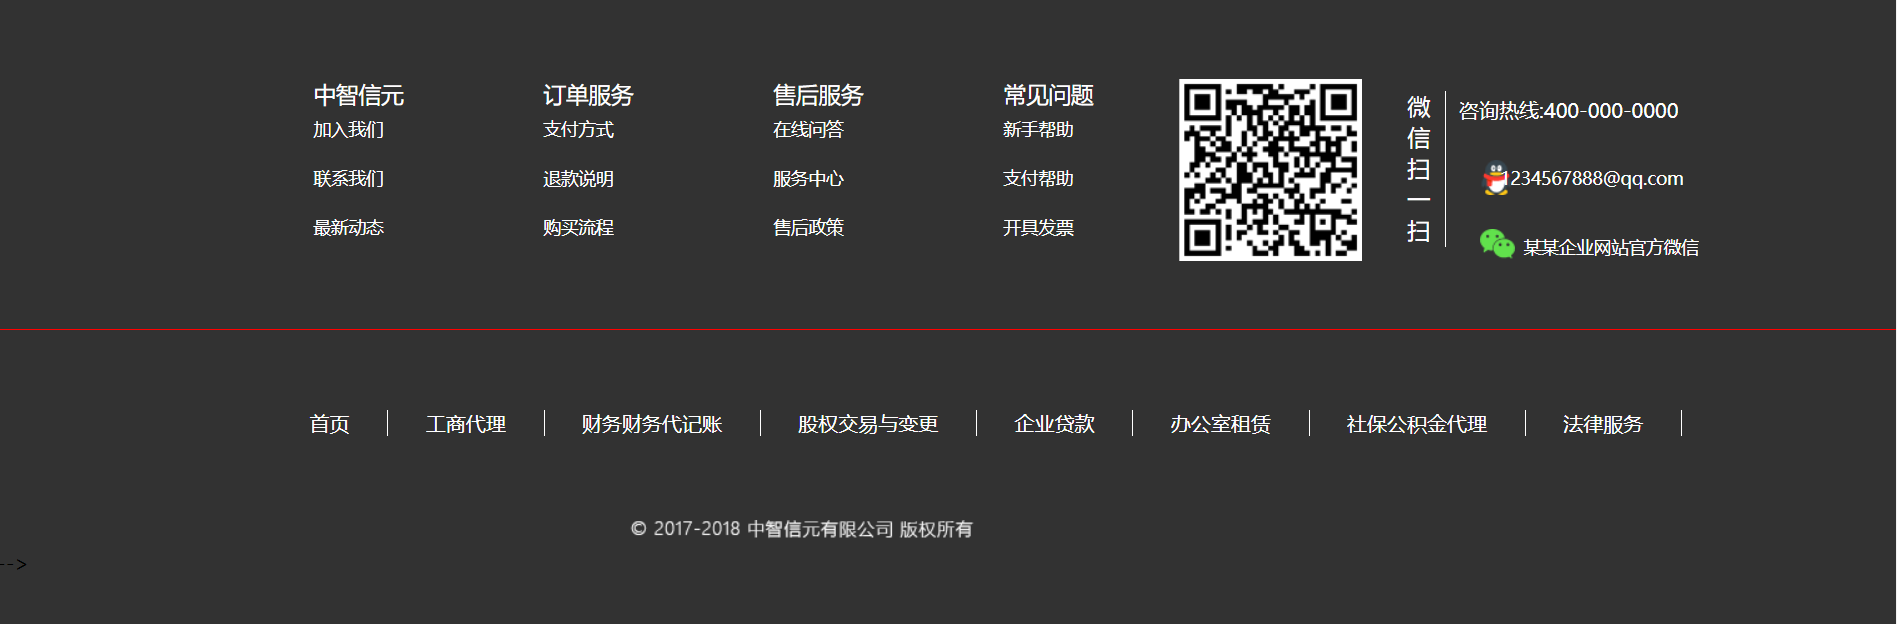 中智信元
加入我们
联系我们
最新动态
订单服务
支付方式
退款说明
购买流程
售后服务
在线问答
服务中心
售后政策
常见问题
新手帮助
支付帮助
开具发票
微
信
扫
一
扫
咨询热线:400-000-0000
1234567888@qq.com
某某企业网站官方微信
首页
工商代理
财务财务代记账
股权交易与变更
企业贷款
办公室租赁
社保公积金代理
法律服务
© 2017-2018 中智信元有限公司 版权所有
-->